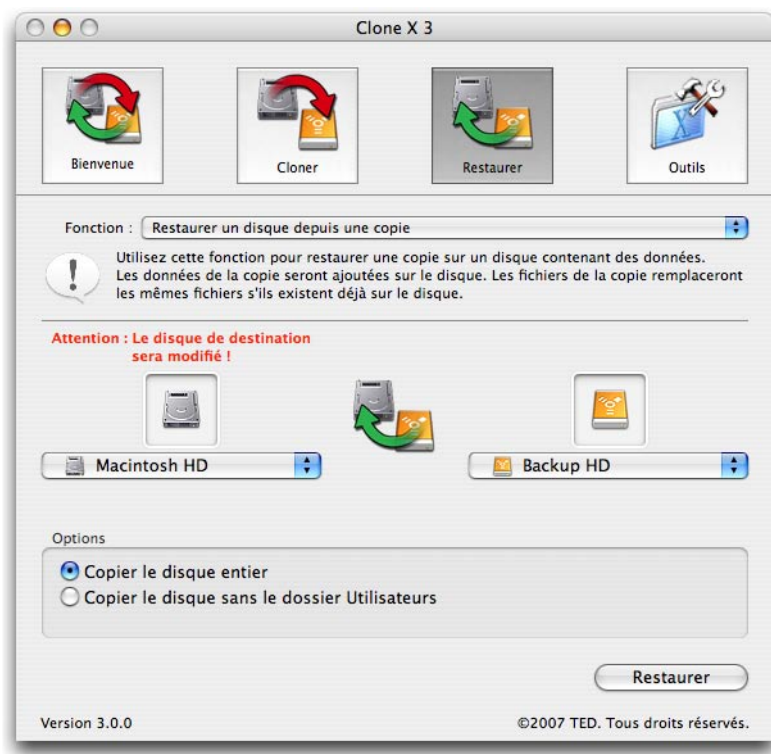 Clone X 3
Bienvenue
Cloner
Restaurer
Outils
Fonction : Restaurer un disque depuis une copie
Utilisez cette fonction pour restaurer une copie sur un disque contenant des données.
Les données de la copie seront ajoutées sur le disque. Les fichiers de la copie remplaceront
les mêmes fichiers s'ils existent déjà sur le disque.
Attention : Le disque de destination
sera modifié !
Macintosh HD
Backup HD
Options
Copier le disque entier
Copier le disque sans le dossier Utilisateurs
Restaurer
Version 3.0.0
©2007 TED. Tous droits réservés.